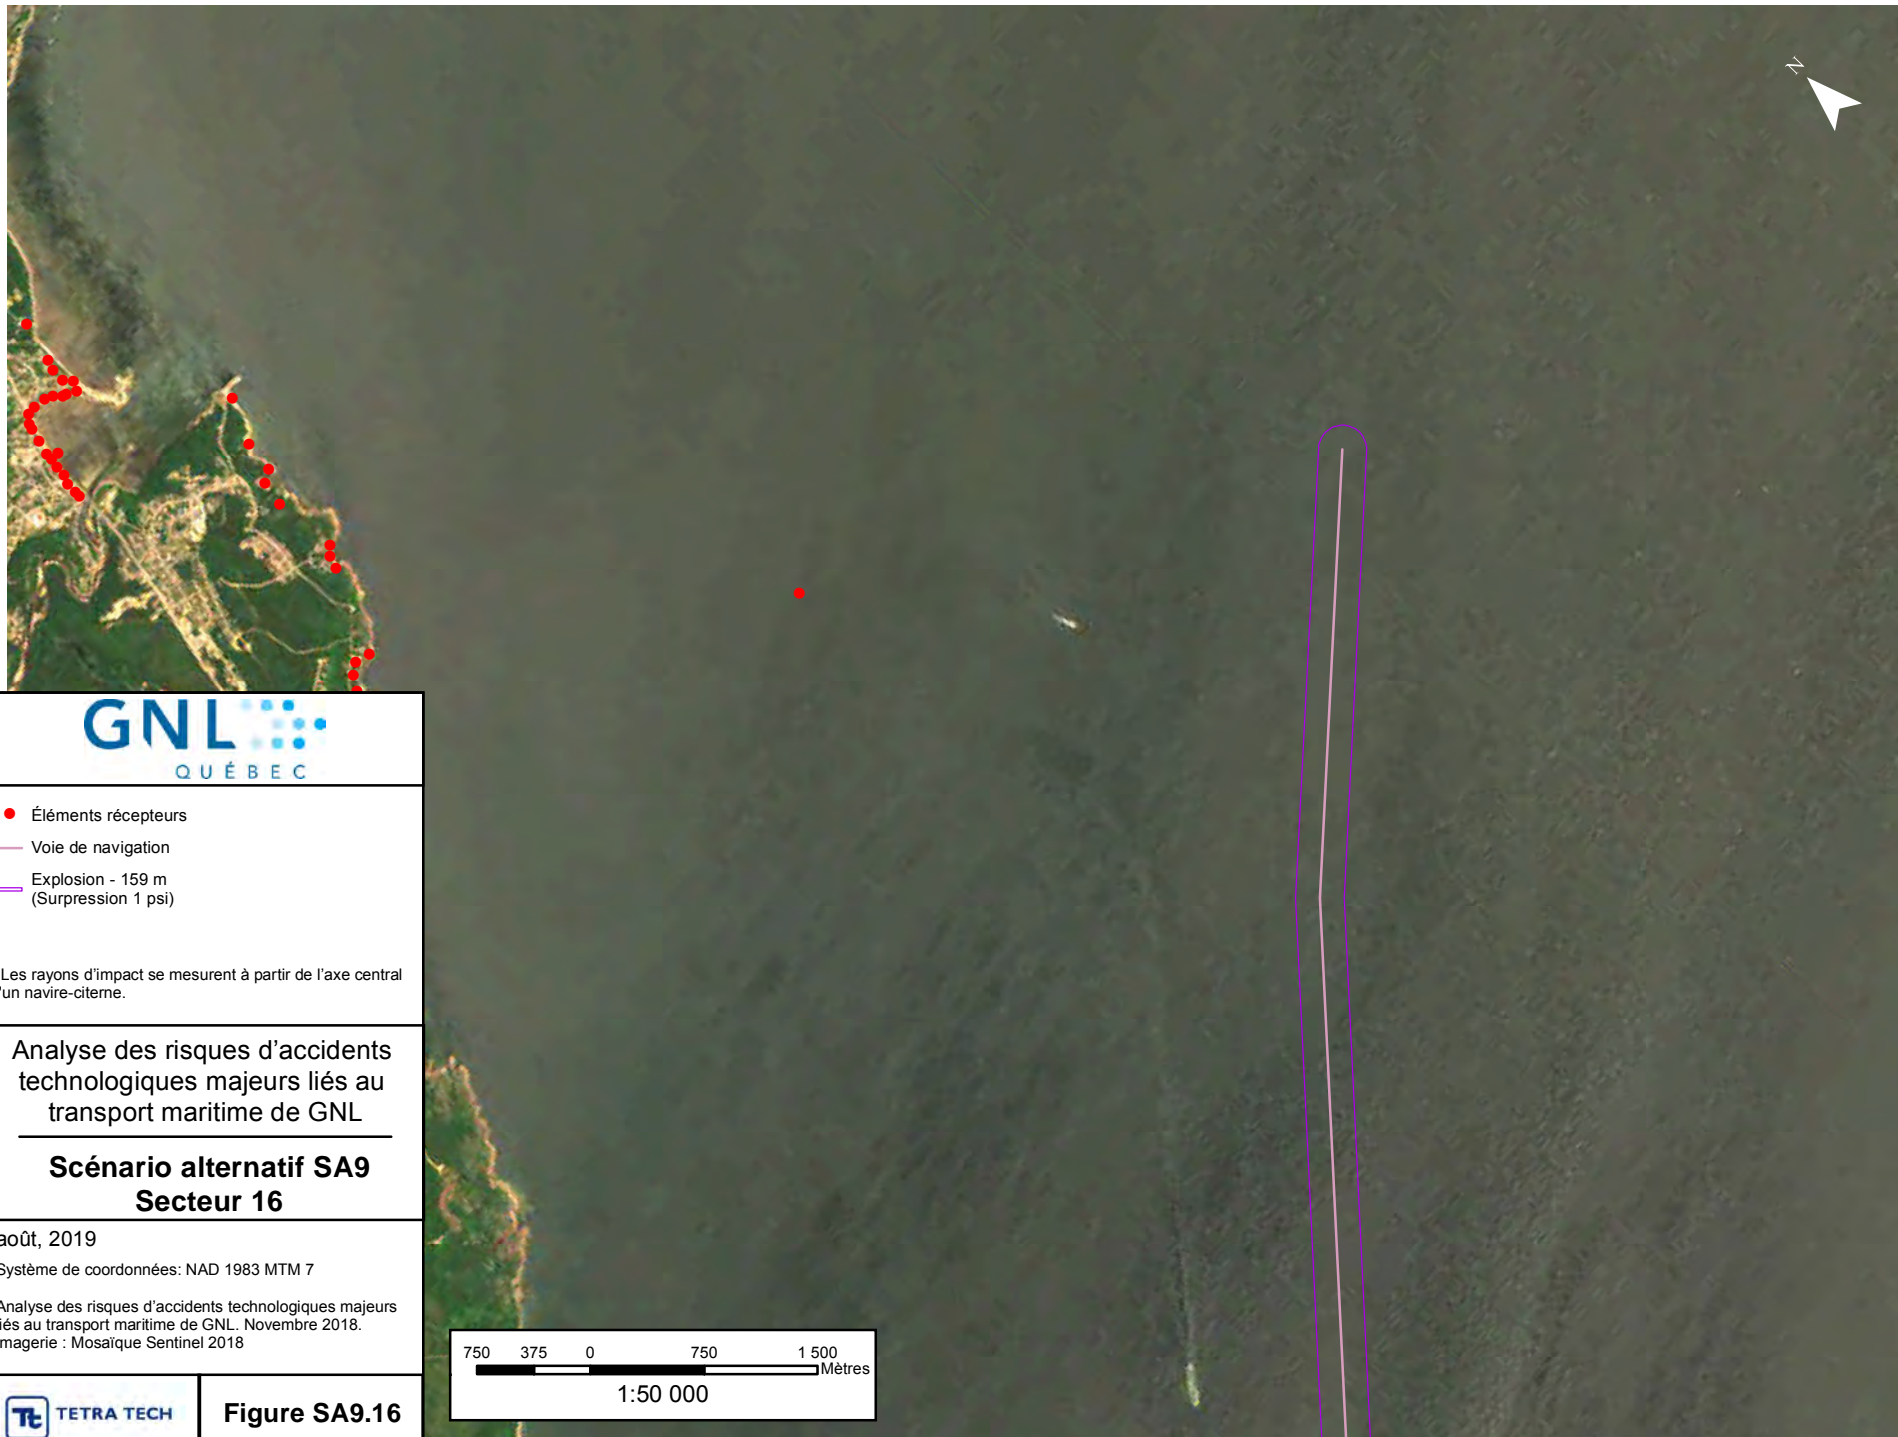 N
GNL
QUÉBEC
Éléments récepteurs
Voie de navigation
Explosion - 159 m
(Surpression 1 psi)
Les rayons d'impact se mesurent à partir de l'axe central
'un navire-citerne.
Analyse des risques d'accidents
technologiques majeurs liés au
transport maritime de GNL
Scénario alternatif SA9
Secteur 16
août, 2019
Système de coordonnées: NAD 1983 MTM 7
Analyse des risques d'accidents technologiques majeurs
liés au transport maritime de GNL. Novembre 2018.
magerie : Mosaïque Sentinel 2018
Tt TETRA TECH
Figure SA9.16
750 375 0 750 1 500
Mètres
1:50 000